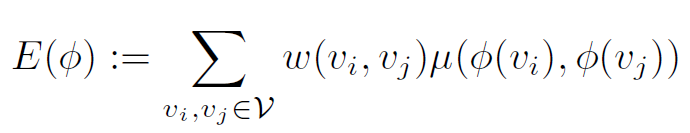 E(ϕ) := ∑_{v_i,v_j∈𝒱} w(v_i, v_j)μ(ϕ(v_i), ϕ(v_j))